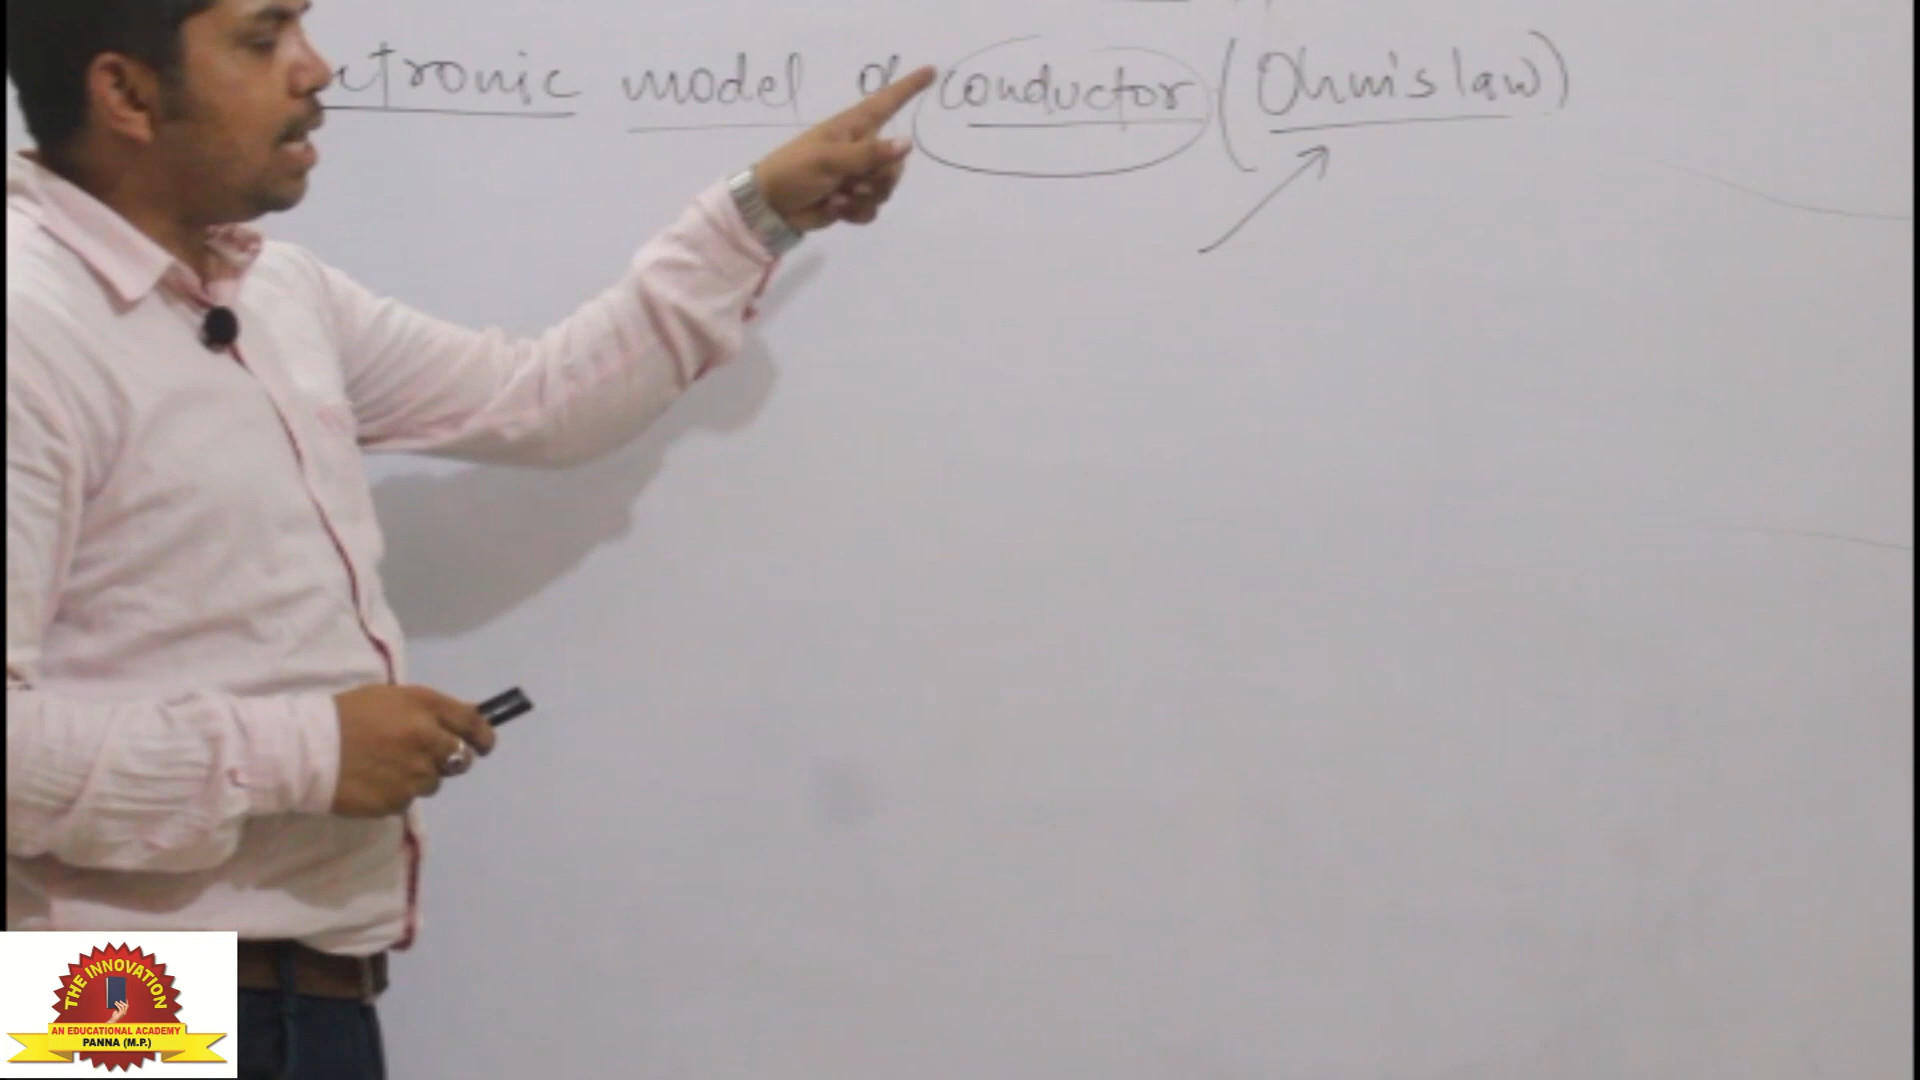 model of conductor (Ohm's law)
THE INNOVATION
AN EDUCATIONAL ACADEMY
PANNA (M.P.)